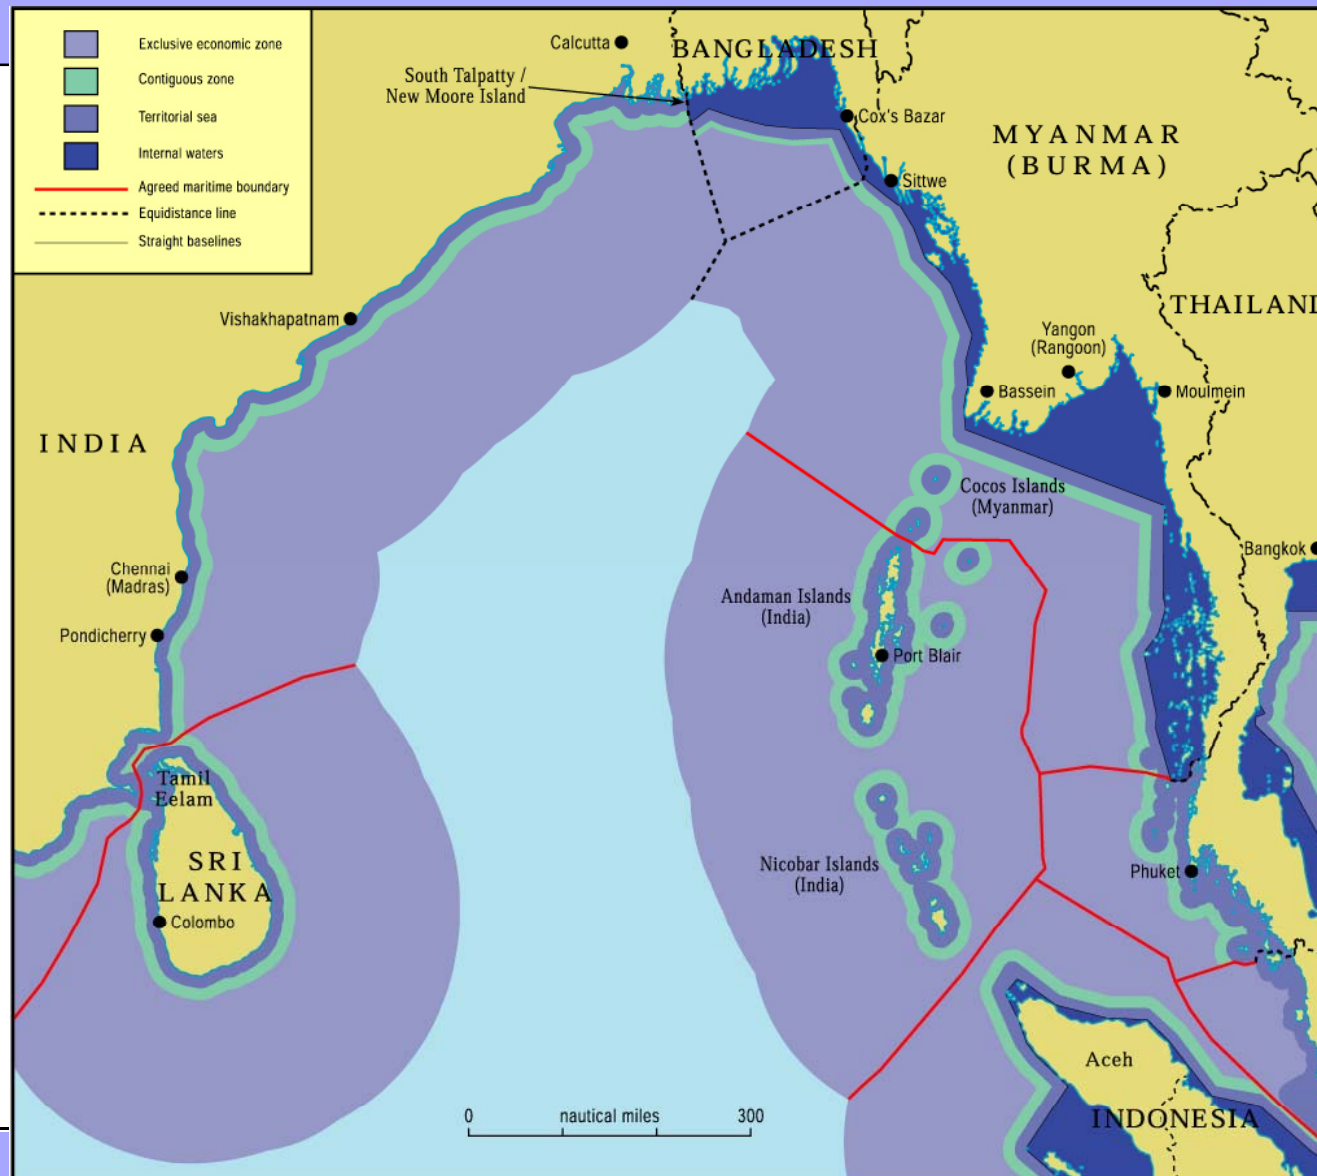 Exclusive economic zone
Contiguous zone
Territorial sea
Internal waters
Agreed maritime boundary
Equidistance line
Straight baselines
Calcutta
BANGLADESH
South Talpatty /
New Moore Island
Cox's Bazar
MYANMAR
(BURMA)
Sittwe
THAILAND
Vishakhapatnam
Yangon
(Rangoon)
Bassein
Moulmein
INDIA
Cocos Islands
(Myanmar)
Bangkok
Chennai
(Madras)
Andaman Islands
(India)
Pondicherry
Port Blair
Tamil
Eelam
SRI
LANKA
Nicobar Islands
(India)
Phuket
Colombo
Aceh
INDONESIA
0 nautical miles 300